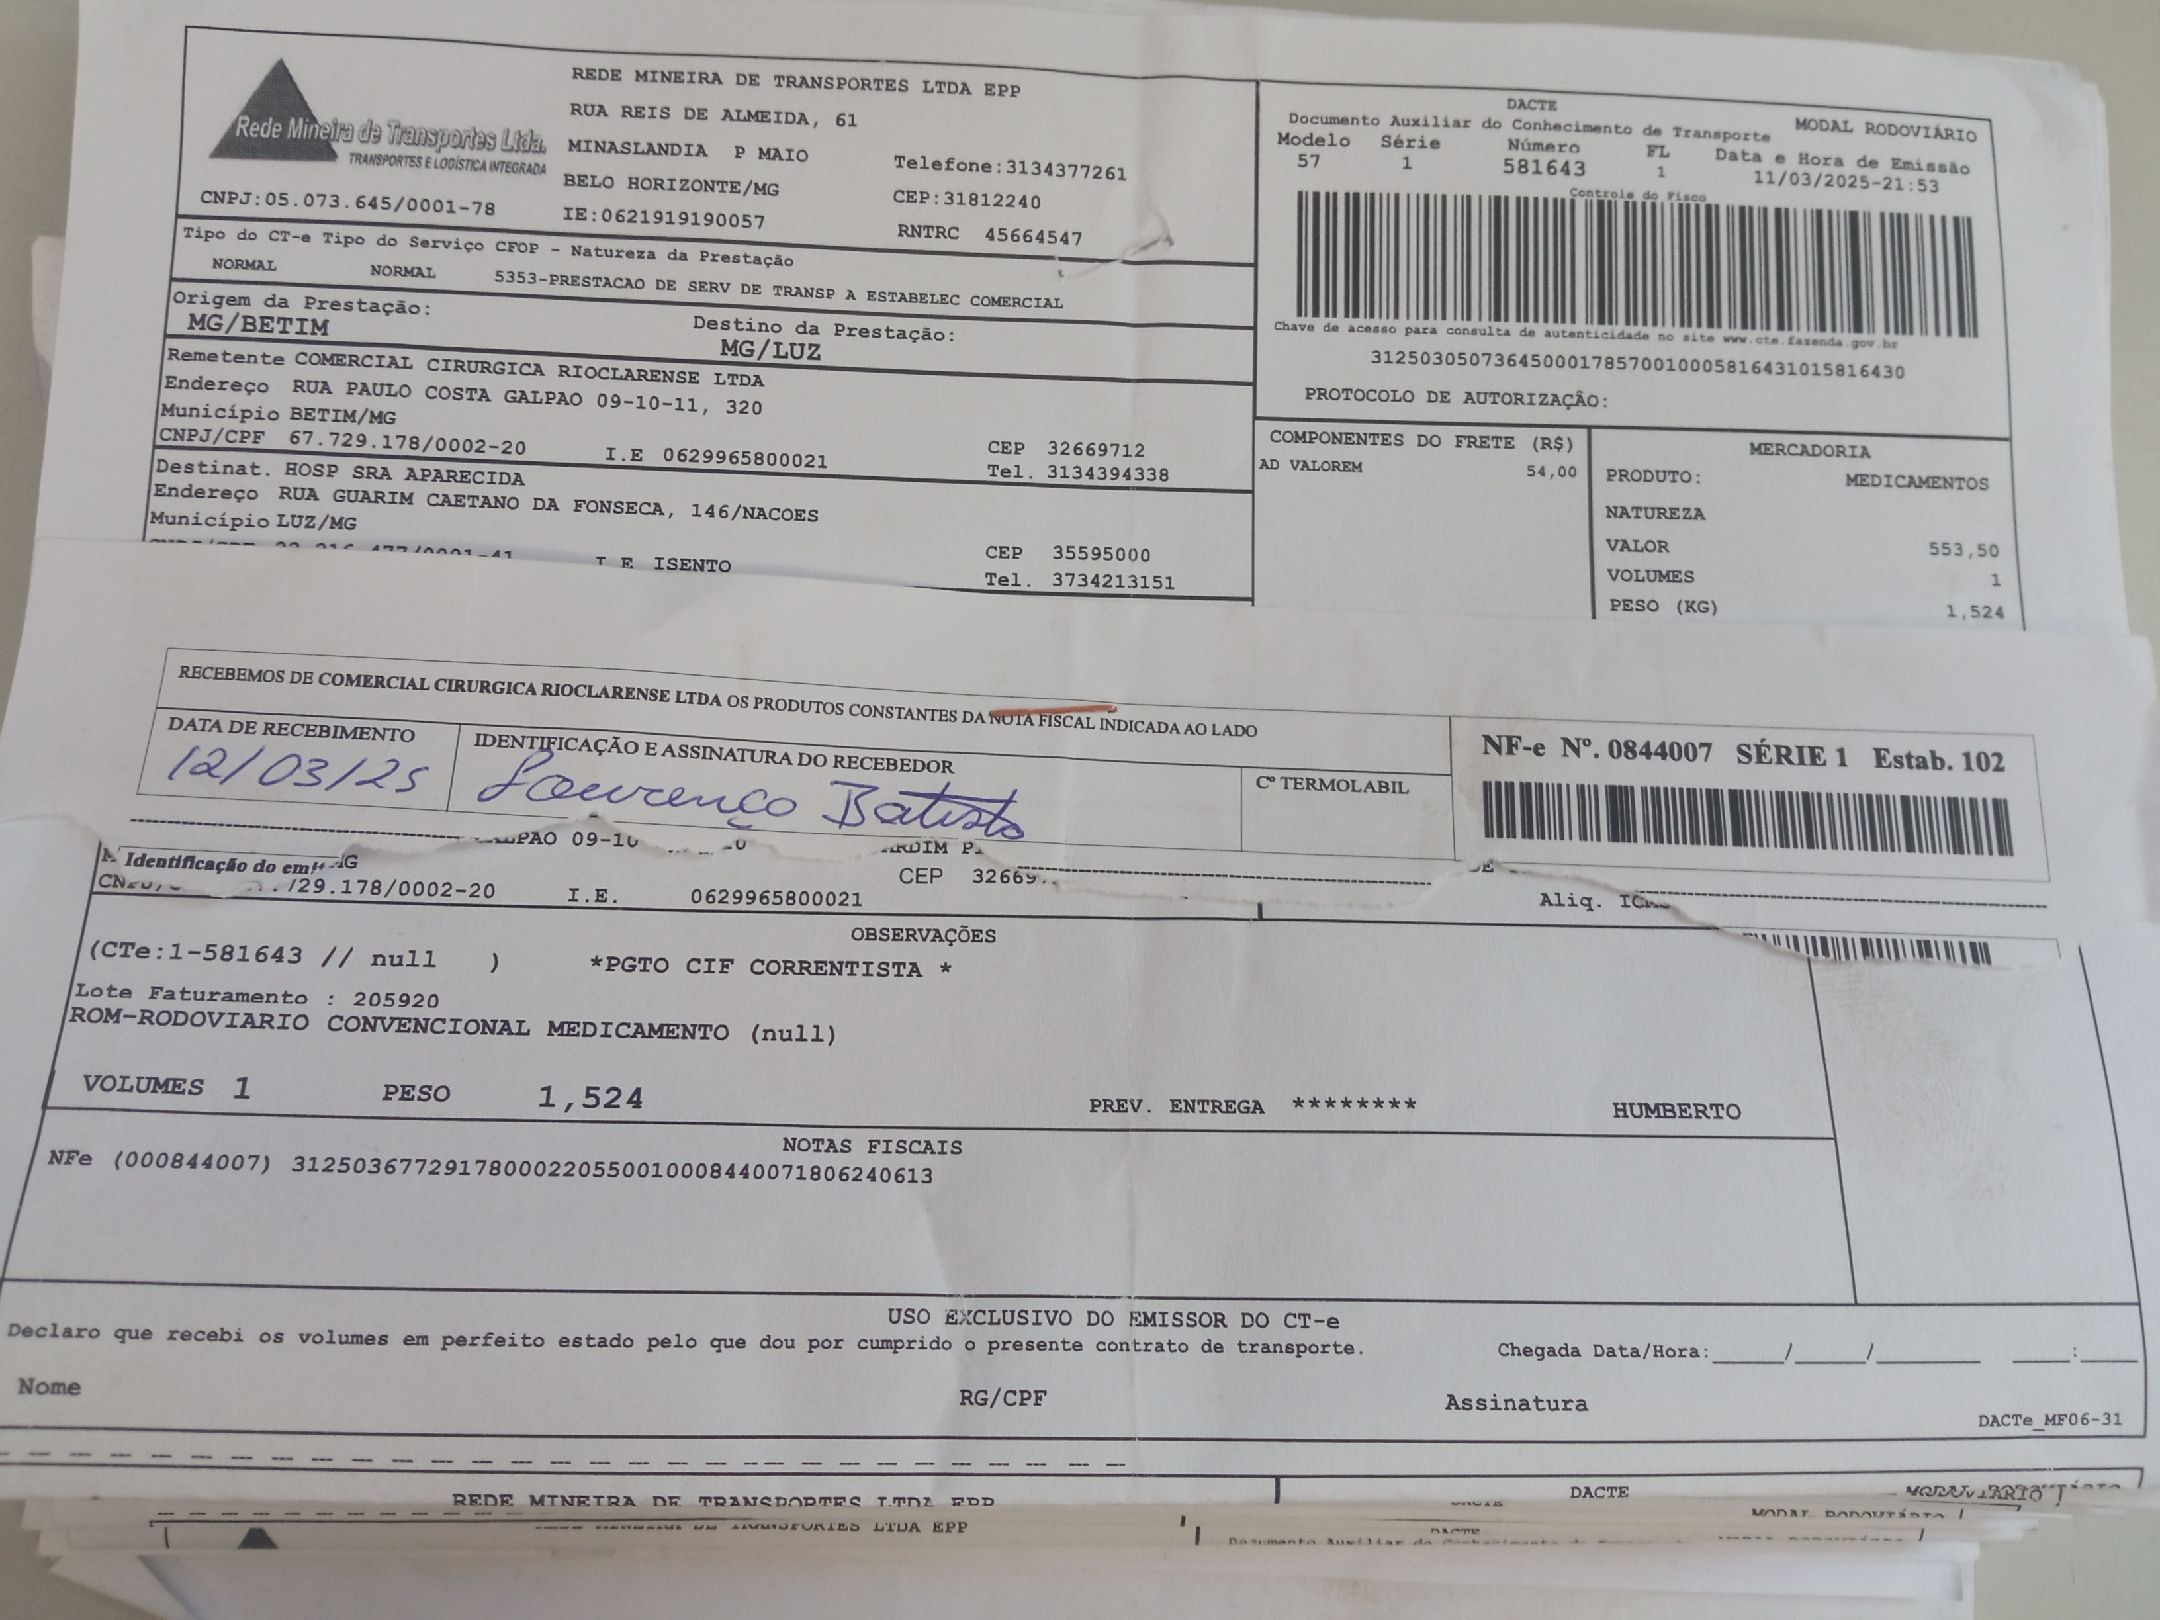 Rede Mineira de Transportes Ltda.
TRANSPORTES E LOGÍSTICA INTEGRADA
CNPJ:05.073.645/0001-78
REDE MINEIRA DE TRANSPORTES LTDA EPP
RUA REIS DE ALMEIDA, 61
MINASLANDIA P MAIO Telefone:3134377261
BELO HORIZONTE/MG CEP:31812240
IE:0621919190057 RNTRC 45664547
DACTE
Documento Auxiliar do Conhecimento de Transporte MODAL RODOVIÁRIO
Modelo Série Número FL Data e Hora de Emissão
57 1 581643 1 11/03/2025-21:53
Controle do Fisco
Chave de acesso para consulta de autenticidade no site www.cte.fazenda.gov.br
31250305073645000178570010005816431015816430
PROTOCOLO DE AUTORIZAÇÃO:
Tipo do CT-e Tipo do Serviço CFOP - Natureza da Prestação
NORMAL NORMAL 5353-PRESTACAO DE SERV DE TRANSP A ESTABELEC COMERCIAL
Origem da Prestação: Destino da Prestação:
MG/BETIM MG/LUZ
Remetente COMERCIAL CIRURGICA RIOCLARENSE LTDA
Endereço RUA PAULO COSTA GALPAO 09-10-11, 320
Município BETIM/MG CEP 32669712
CNPJ/CPF 67.729.178/0002-20 I.E 0629965800021 Tel. 3134394338
Destinat. HOSP SRA APARECIDA
Endereço RUA GUARIM CAETANO DA FONSECA, 146/NACOES
Município LUZ/MG CEP 35595000
I E ISENTO Tel. 3734213151
COMPONENTES DO FRETE (R$)
AD VALOREM 54,00
MERCADORIA
PRODUTO: MEDICAMENTOS
NATUREZA
VALOR 553,50
VOLUMES 1
PESO (KG) 1,524
RECEBEMOS DE COMERCIAL CIRURGICA RIOCLARENSE LTDA OS PRODUTOS CONSTANTES DA NOTA FISCAL INDICADA AO LADO
DATA DE RECEBIMENTO IDENTIFICAÇÃO E ASSINATURA DO RECEBEDOR Cº TERMOLABIL
12/03/25 Lourenço Batista
NF-e Nº. 0844007 SÉRIE 1 Estab. 102
09-10
Identificação do
CEP
29.178/0002-20 I.E. 0629965800021
Aliq.
OBSERVAÇÕES
(CTe:1-581643 // null ) *PGTO CIF CORRENTISTA *
Lote Faturamento : 205920
ROM-RODOVIARIO CONVENCIONAL MEDICAMENTO (null)
VOLUMES 1 PESO 1,524 PREV. ENTREGA ******** HUMBERTO
NOTAS FISCAIS
NFe (000844007) 31250367729178000220550010008440071806240613
USO EXCLUSIVO DO EMISSOR DO CT-e
Declaro que recebi os volumes em perfeito estado pelo que dou por cumprido o presente contrato de transporte. Chegada Data/Hora:_____/_____/_______ ____:____
Nome RG/CPF Assinatura
DACTe_MF06-31
REDE MINEIRA DE TRANSPORTES LTDA EPP DACTE
TRANSPORTES LTDA EPP MODAL RODOVIÁRIO